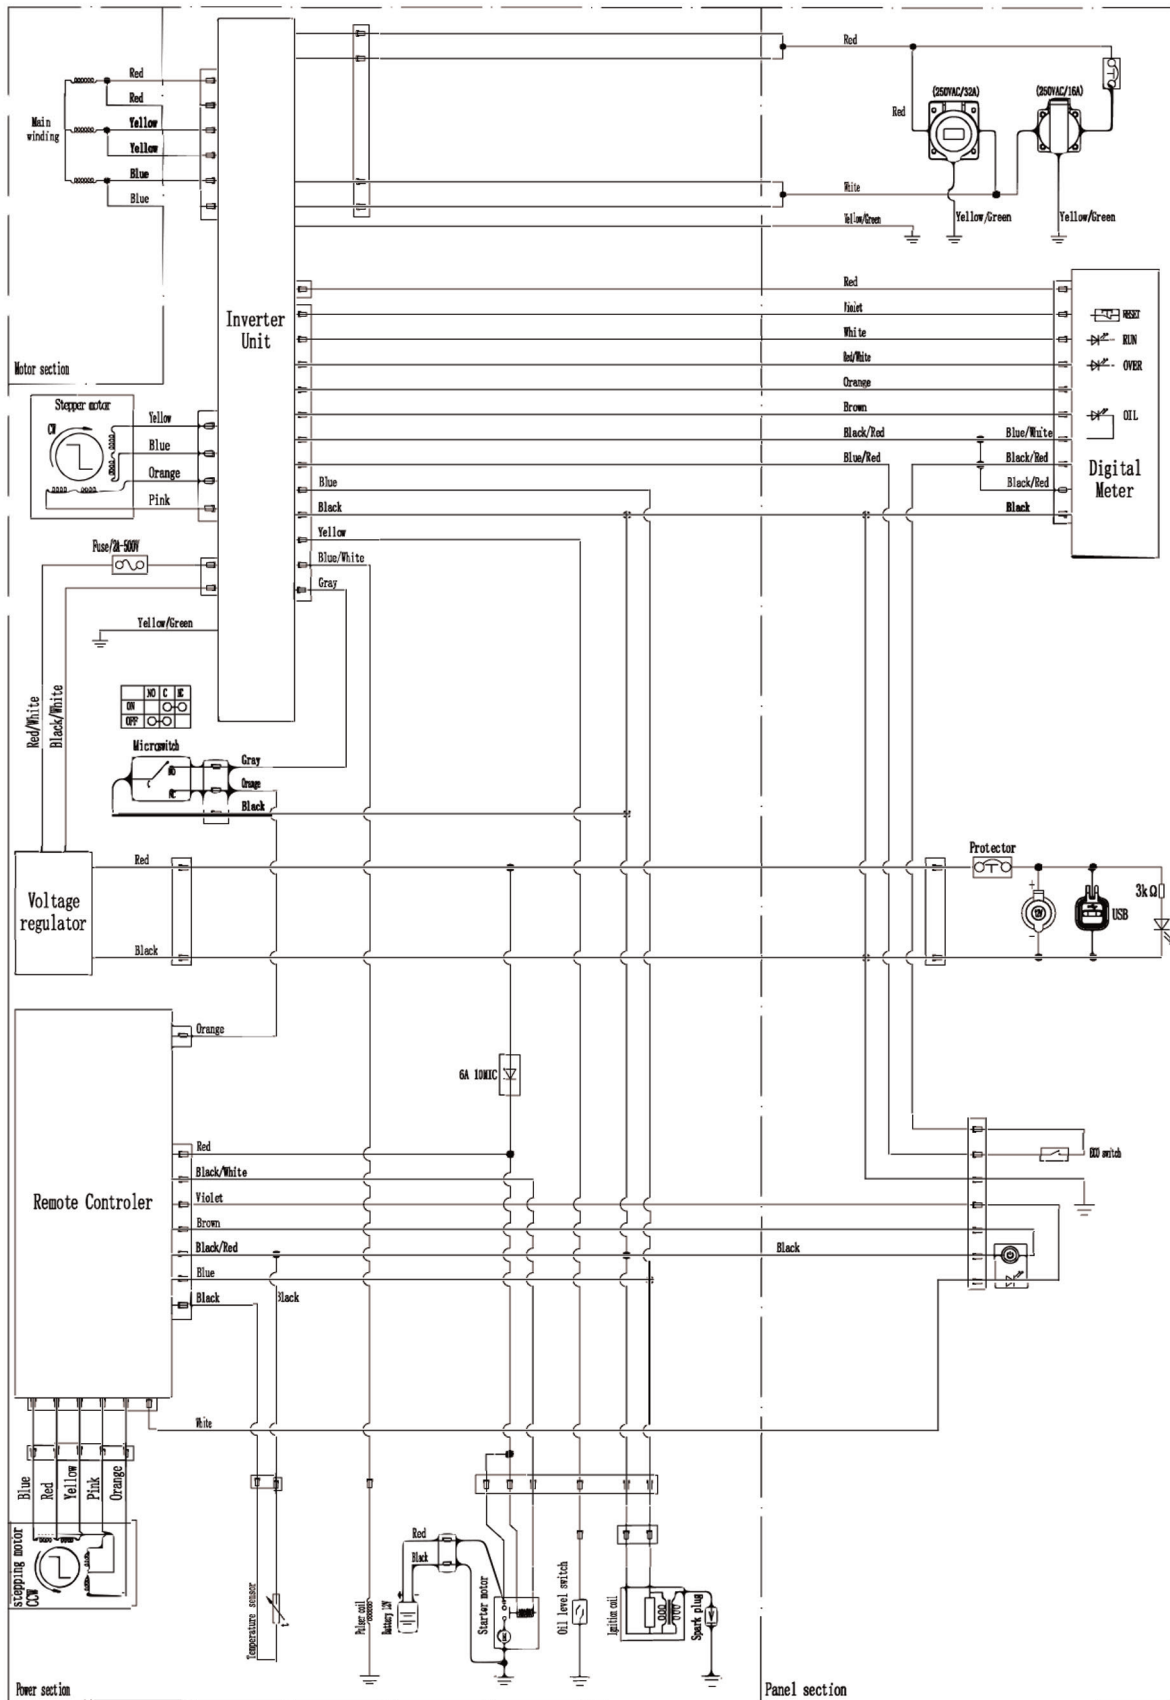 Red
(250VAC/32A)
(250VAC/16A)
Red
Red
Red
Main
winding
Yellow
Yellow
Blue
Blue
White
Yellow/Green
Yellow/Green
Yellow/Green
Inverter
Unit
Red
Violet
White
Red/White
Orange
Brown
Black/Red
Blue/Red
Blue/White
Black/Red
Black/Red
Black
RESET
RUN
OVER
OIL
Digital
Meter
Motor section
Stepper motor
CW
Yellow
Blue
Orange
Pink
Blue
Black
Yellow
Blue/White
Gray
Fuse/2A-500V
Yellow/Green
Red/White
Black/White
NO C NC
ON
OFF
Microswitch
NO
C
NC
Gray
Orange
Black
Voltage
regulator
Red
Black
Protector
12V
USB
3kΩ
Orange
6A 10MIC
Remote Controler
Red
Black/White
Violet
Brown
Black/Red
Blue
Black
Black
Black
ECO switch
White
Blue
Red
Yellow
Pink
Orange
stepping motor
CCW
Temperature sensor
Pulser coil
Red
Black
Battery 12V
Starter motor
Oil level switch
Ignition coil
Spark plug
Power section
Panel section